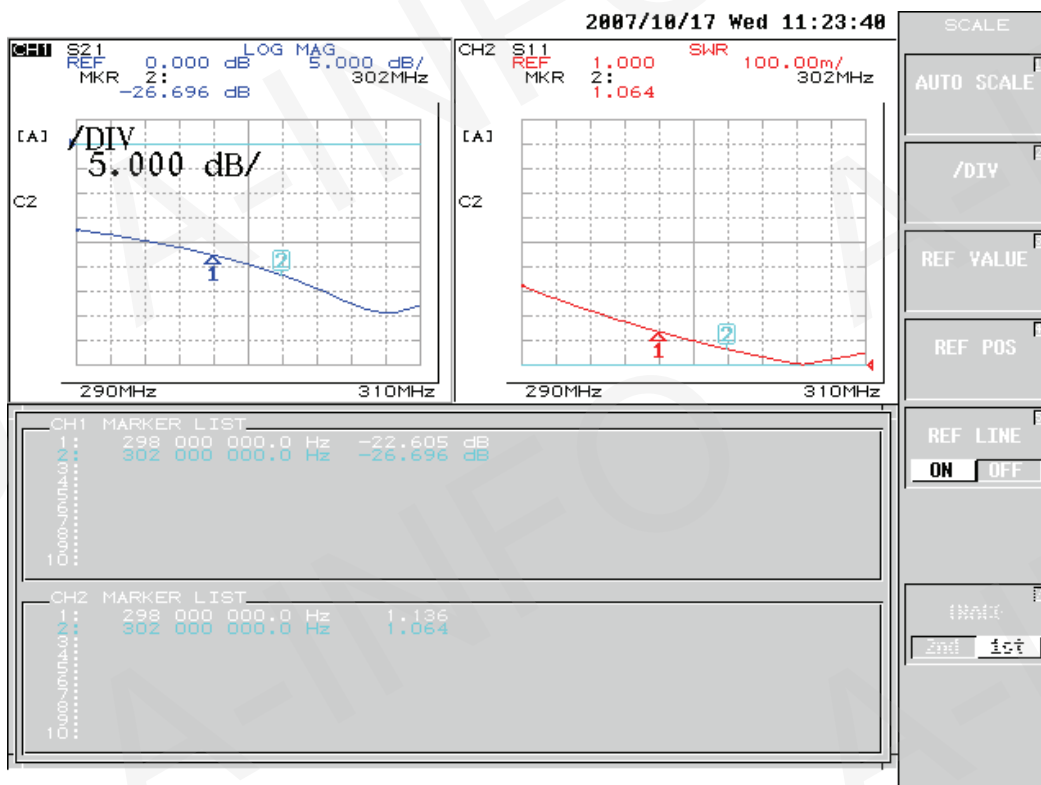 2007/10/17 Wed 11:23:40
CH1 S21 LOG MAG
REF 0.000 dB 5.000 dB/
MKR 2: 302MHz
-26.696 dB
[A]
/DIV
5.000 dB/
C2
2
1
290MHz 310MHz
CH2 S11 SWR
REF 1.000 100.00m/
MKR 2: 302MHz
1.064
[A]
C2
2
1
290MHz 310MHz
CH1 MARKER LIST
1: 298 000 000.0 Hz -22.605 dB
2: 302 000 000.0 Hz -26.696 dB
3:
4:
5:
6:
7:
8:
9:
10:
CH2 MARKER LIST
1: 298 000 000.0 Hz 1.136
2: 302 000 000.0 Hz 1.064
3:
4:
5:
6:
7:
8:
9:
10:
SCALE
AUTO SCALE
/DIV
REF VALUE
REF POS
REF LINE
ON OFF
2nd 1st
A-INFO